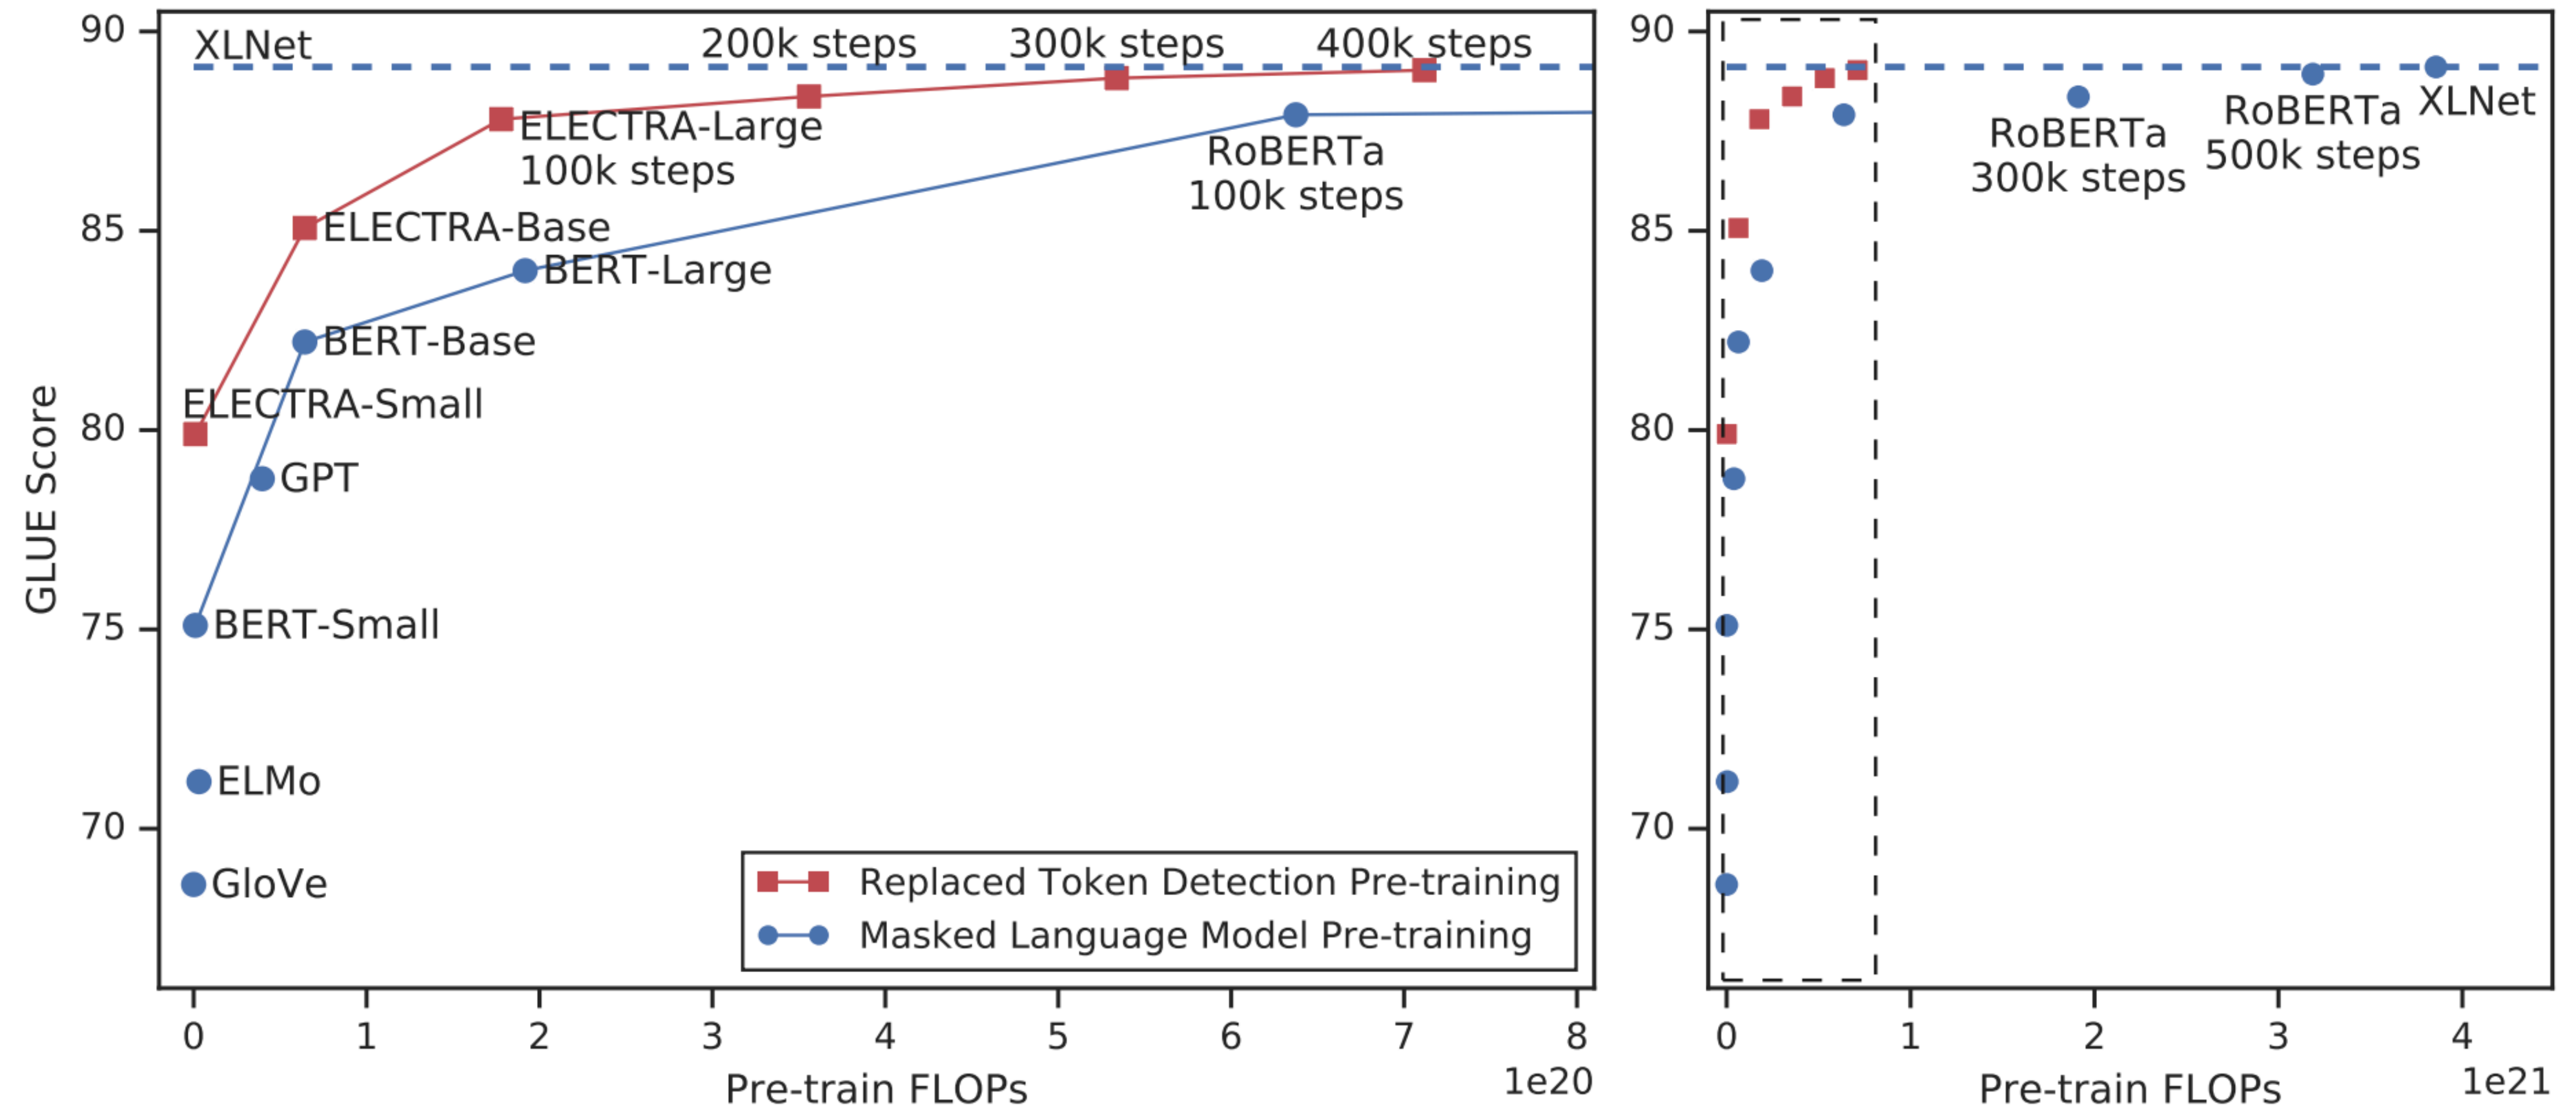 90
XLNet
200k steps
300k steps
400k steps
ELECTRA-Large
100k steps
RoBERTa
100k steps
85
ELECTRA-Base
BERT-Large
BERT-Base
ELECTRA-Small
80
GPT
GLUE Score
75
BERT-Small
ELMo
70
GloVe
Replaced Token Detection Pre-training
Masked Language Model Pre-training
0 1 2 3 4 5 6 7 8
Pre-train FLOPs
1e20
90
XLNet
RoBERTa
500k steps
RoBERTa
300k steps
85
80
75
70
0 1 2 3 4
Pre-train FLOPs
1e21